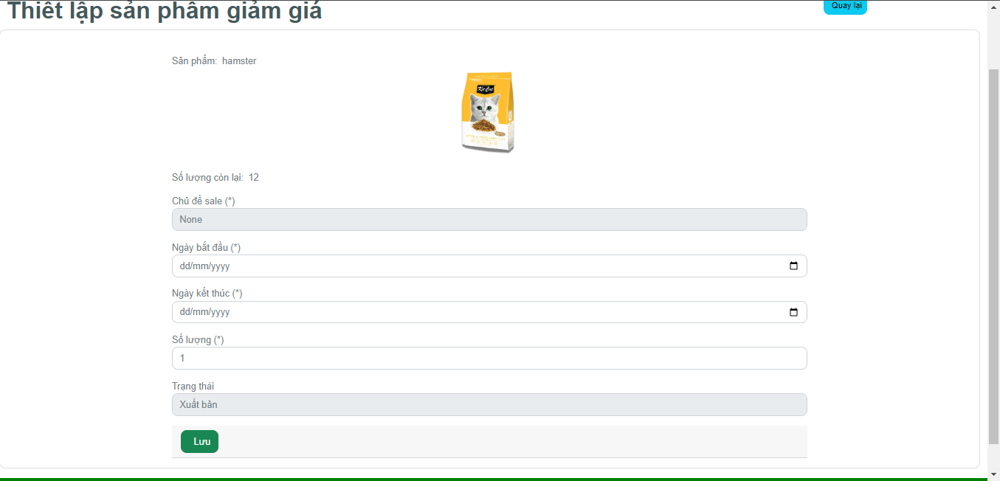 Thiết lập sản phẩm giảm giá
Quay lại
Sản phẩm: hamster
Kit Cat
Số lượng còn lại: 12
Chủ đề sale (*)
None
Ngày bắt đầu (*)
dd/mm/yyyy
Ngày kết thúc (*)
dd/mm/yyyy
Số lượng (*)
1
Trạng thái
Xuất bản
Lưu